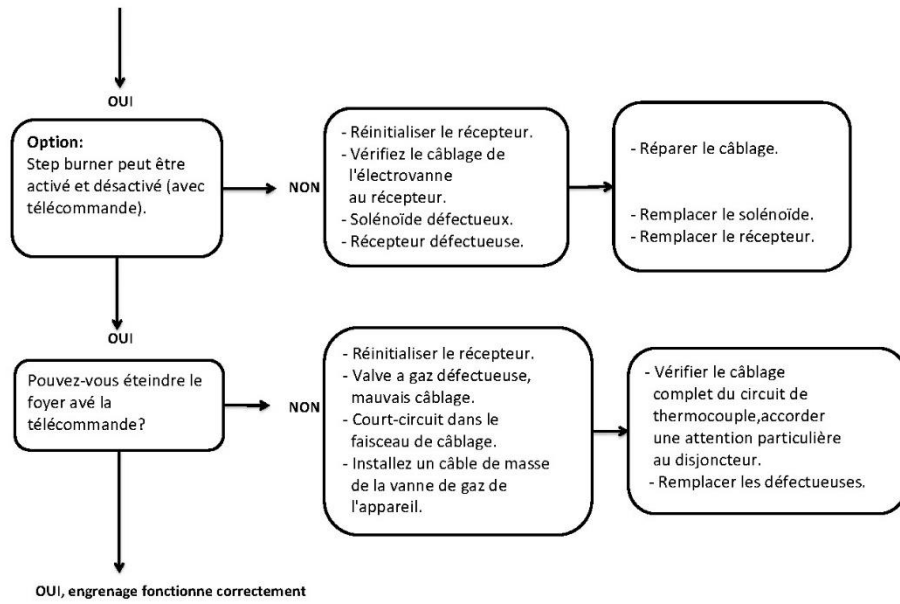 OUI
Option:
Step burner peut être
activé et désactivé (avec
télécommande).
NON
- Réinitialiser le récepteur.
- Vérifiez le câblage de
l'électrovanne
au récepteur.
- Solénoïde défectueux.
- Récepteur défectueuse.
- Réparer le câblage.
- Remplacer le solénoïde.
- Remplacer le récepteur.
OUI
Pouvez-vous éteindre le
foyer avé la
télécommande?
NON
- Réinitialiser le récepteur.
- Valve a gaz défectueuse,
mauvais câblage.
- Court-circuit dans le
faisceau de câblage.
- Installez un câble de masse
de la vanne de gaz de
l'appareil.
- Vérifier le câblage
complet du circuit de
thermocouple,accorder
une attention particulière
au disjoncteur.
- Remplacer les défectueuses.
OUI, engrenage fonctionne correctement